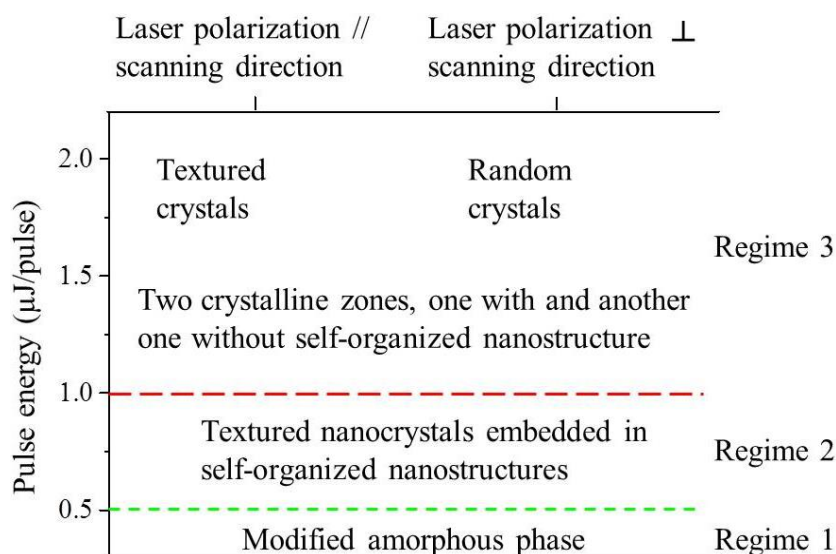 Laser polarization //
scanning direction
Laser polarization ⊥
scanning direction
Pulse energy (μJ/pulse)
2.0
1.5
1.0
0.5
Textured
crystals
Random
crystals
Regime 3
Two crystalline zones, one with and another
one without self-organized nanostructure
Textured nanocrystals embedded in
self-organized nanostructures
Regime 2
Modified amorphous phase
Regime 1